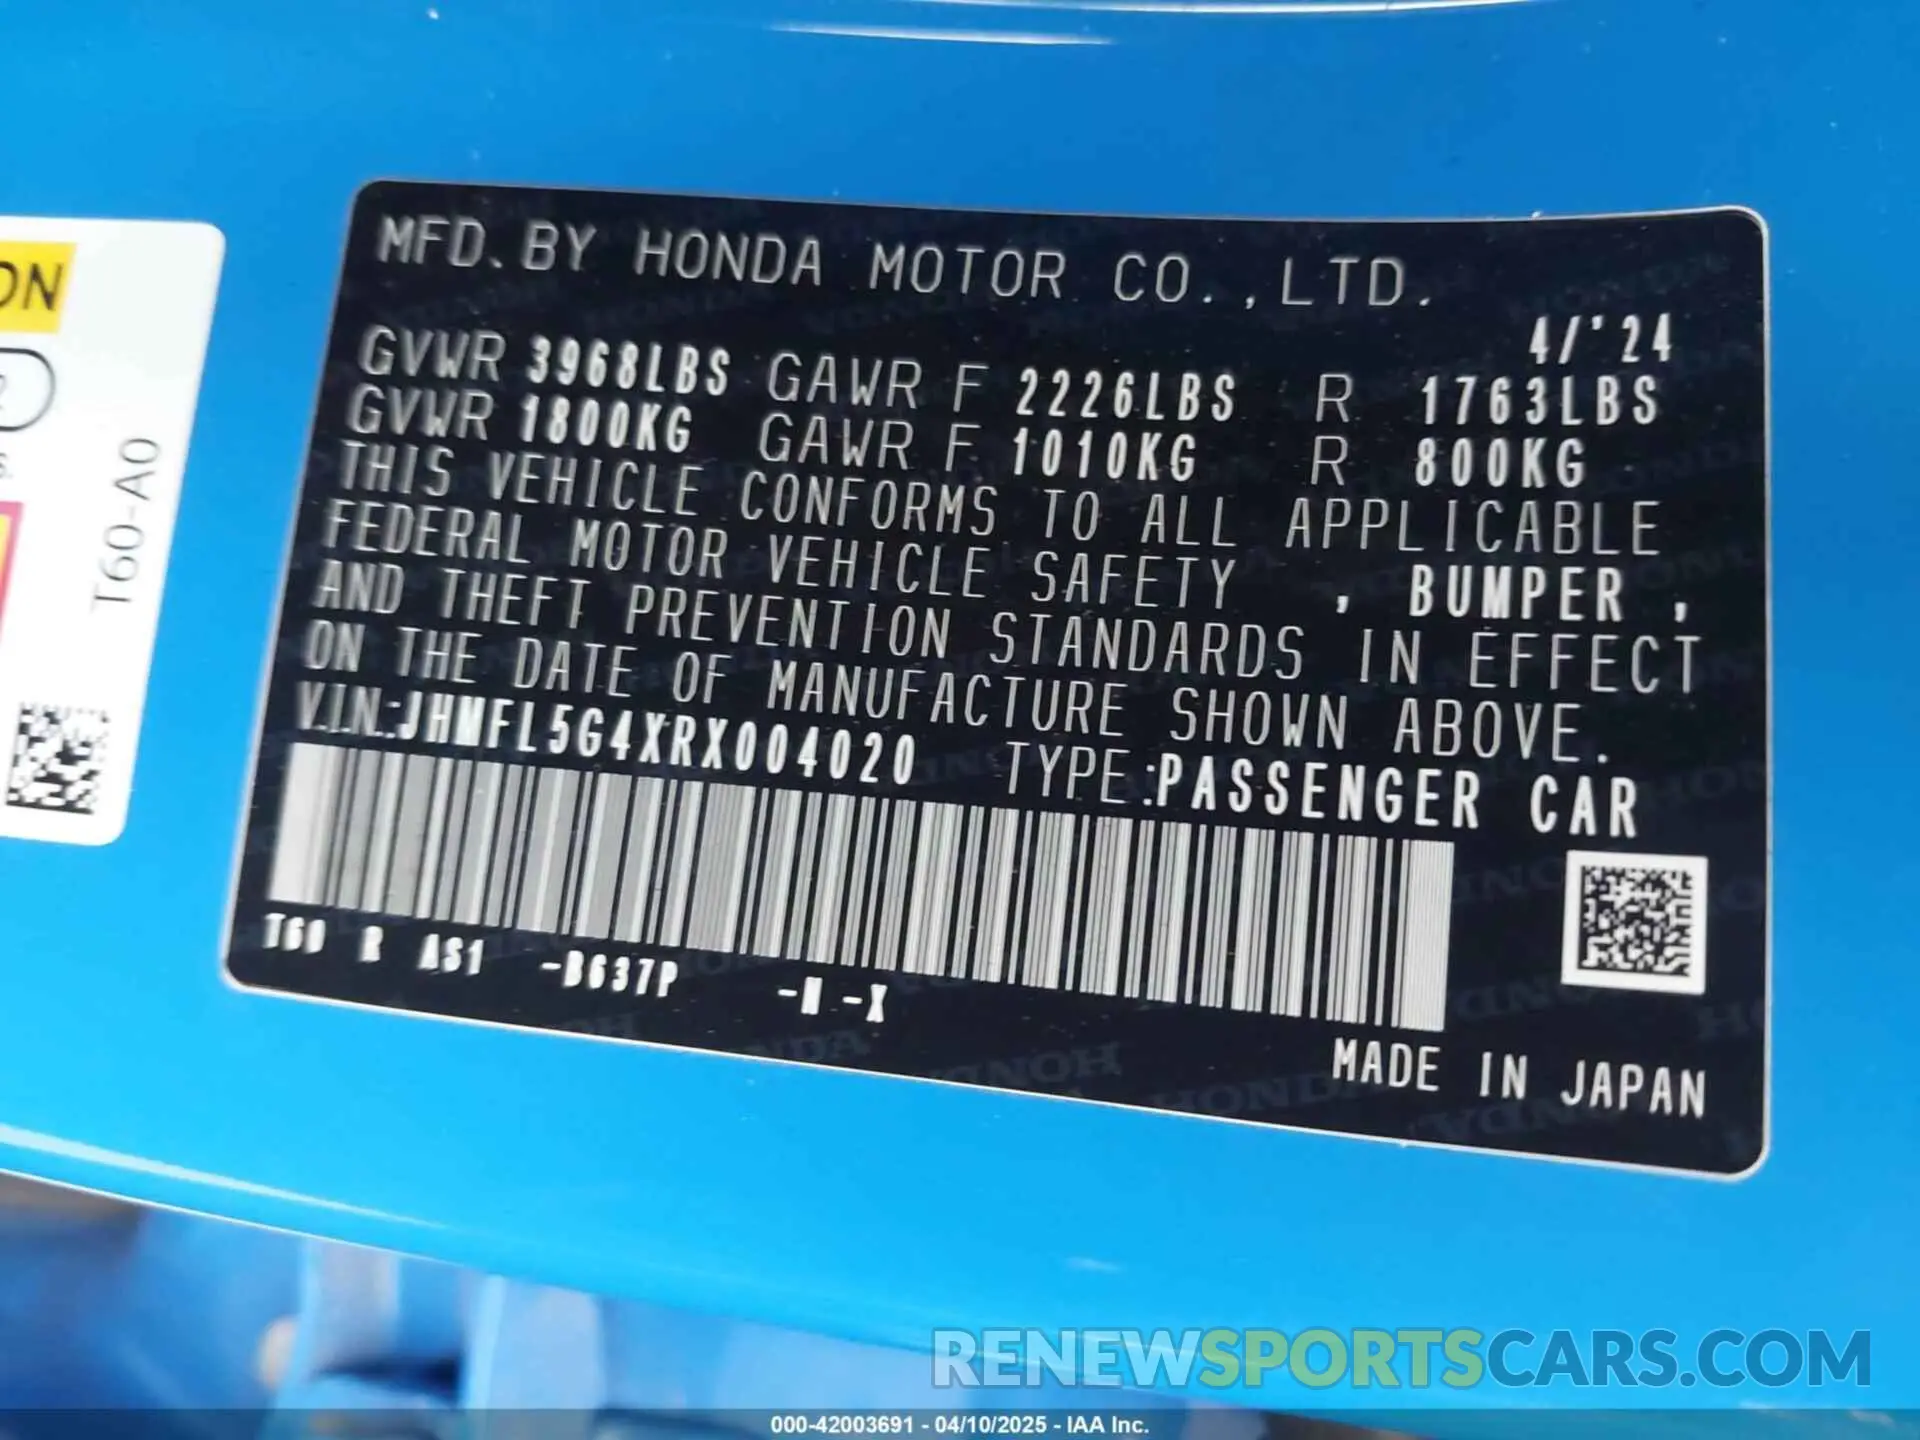 MFD. BY HONDA MOTOR CO., LTD.
4/'24
GVWR 3968LBS GAWR F 2226LBS R 1763LBS
GVWR 1800KG GAWR F 1010KG R 800KG
THIS VEHICLE CONFORMS TO ALL APPLICABLE
FEDERAL MOTOR VEHICLE SAFETY , BUMPER ,
AND THEFT PREVENTION STANDARDS IN EFFECT
ON THE DATE OF MANUFACTURE SHOWN ABOVE.
V.I.N.:JHMFL5G4XRX004020 TYPE:PASSENGER CAR
T60 R AS1 -B637P -N -X
MADE IN JAPAN
T60-A0
RENEWSPORTSCARS.COM
000-42003691 - 04/10/2025 - IAA Inc.